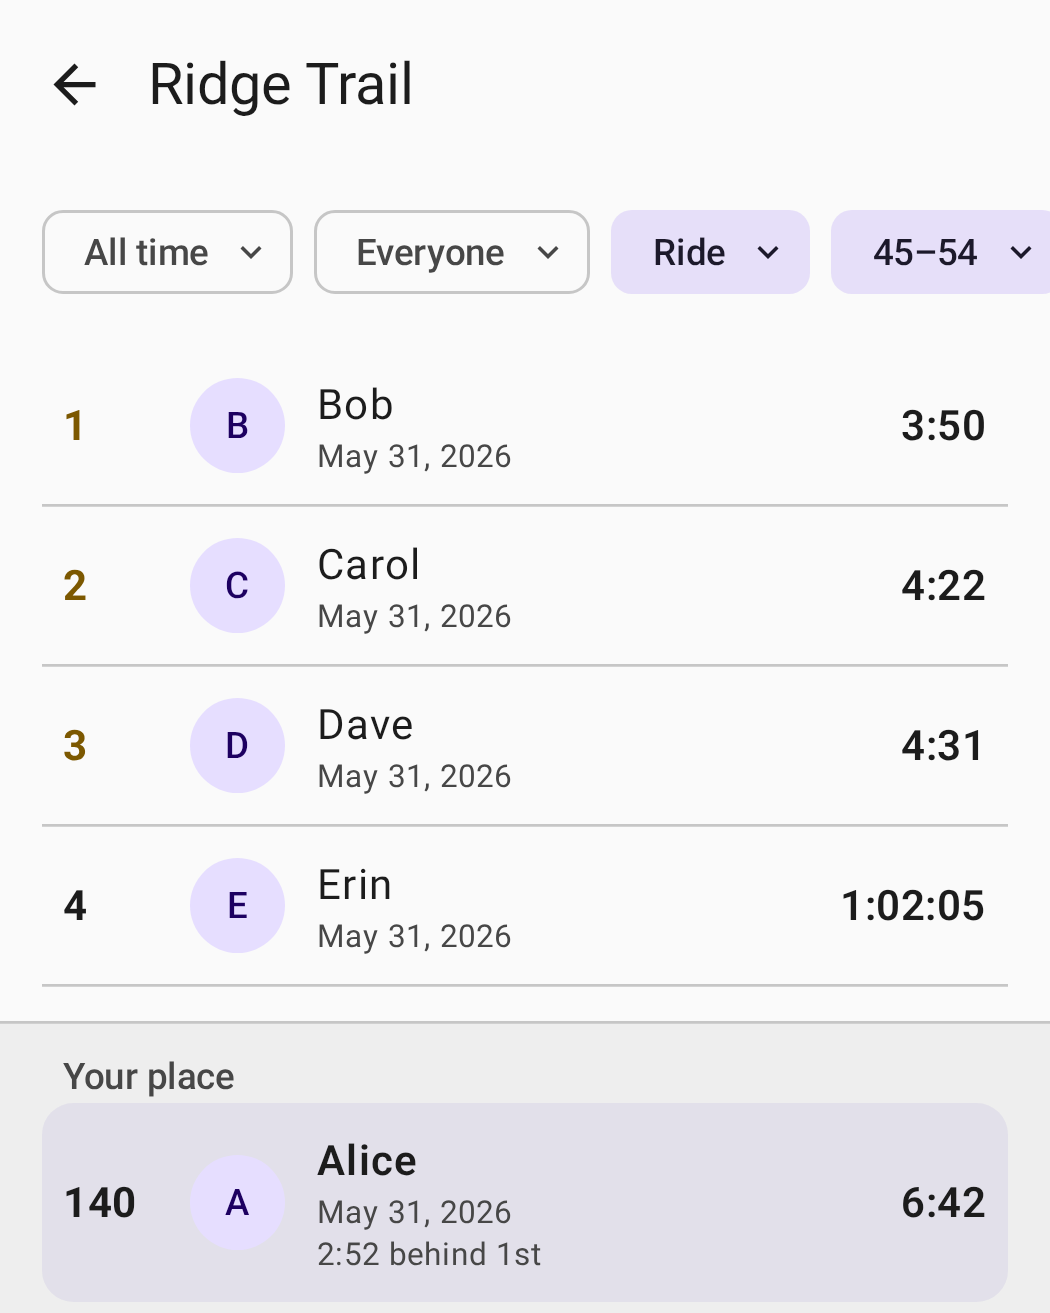 Ridge Trail
All time Everyone Ride 45–54
1 B Bob 3:50
May 31, 2026
2 C Carol 4:22
May 31, 2026
3 D Dave 4:31
May 31, 2026
4 E Erin 1:02:05
May 31, 2026
Your place
140 A Alice 6:42
May 31, 2026
2:52 behind 1st